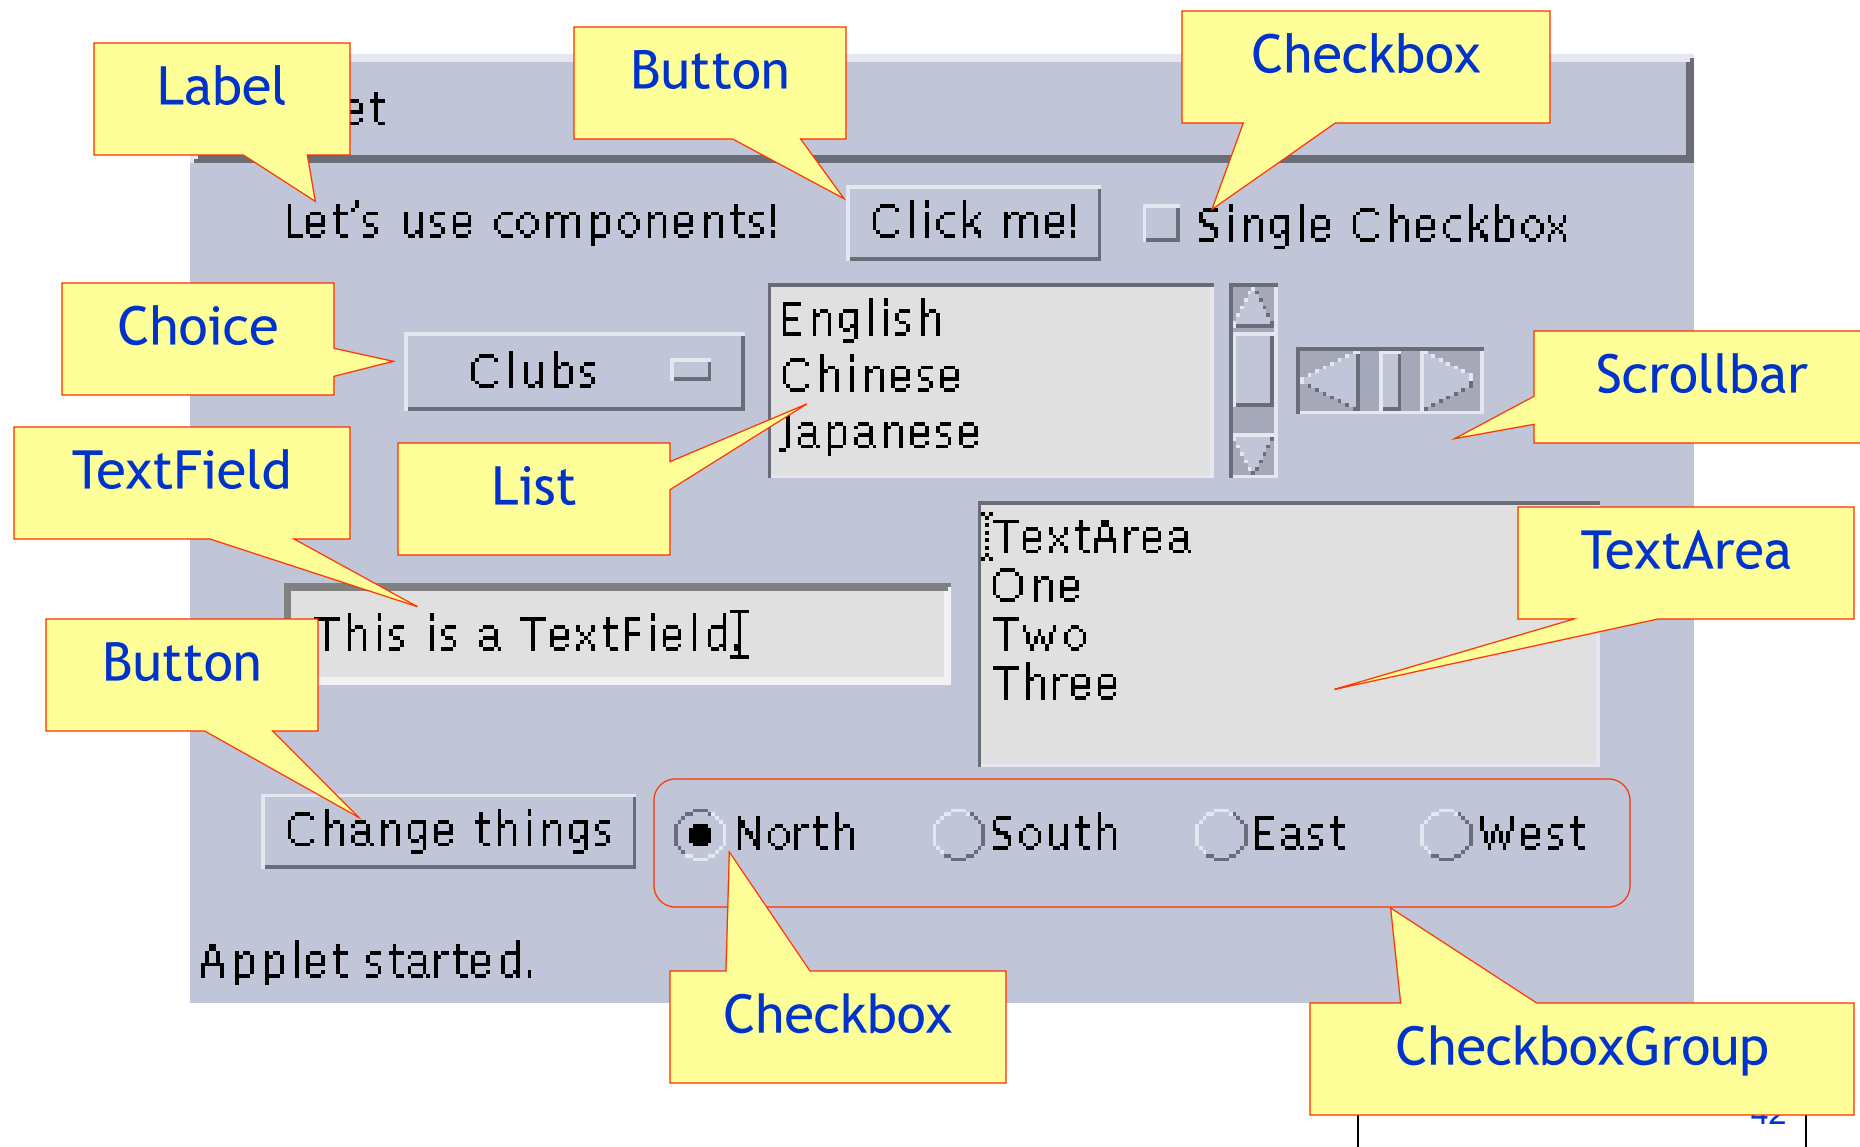 Label
Button
Checkbox
Let's use components!
Click me!
Single Checkbox
Choice
Clubs
English
Chinese
Japanese
Scrollbar
TextField
List
TextArea
One
Two
Three
TextArea
This is a TextField.
Button
Change things
North
South
East
West
Applet started.
Checkbox
CheckboxGroup
42